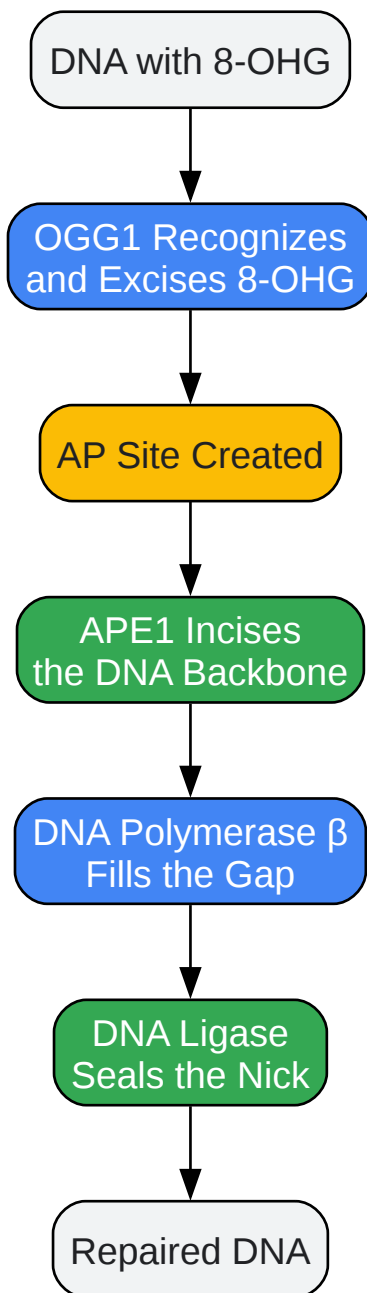 DNA with 8-OHG
OGG1 Recognizes
and Excises 8-OHG
AP Site Created
APE1 Incises
the DNA Backbone
DNA Polymerase β
Fills the Gap
DNA Ligase
Seals the Nick
Repaired DNA